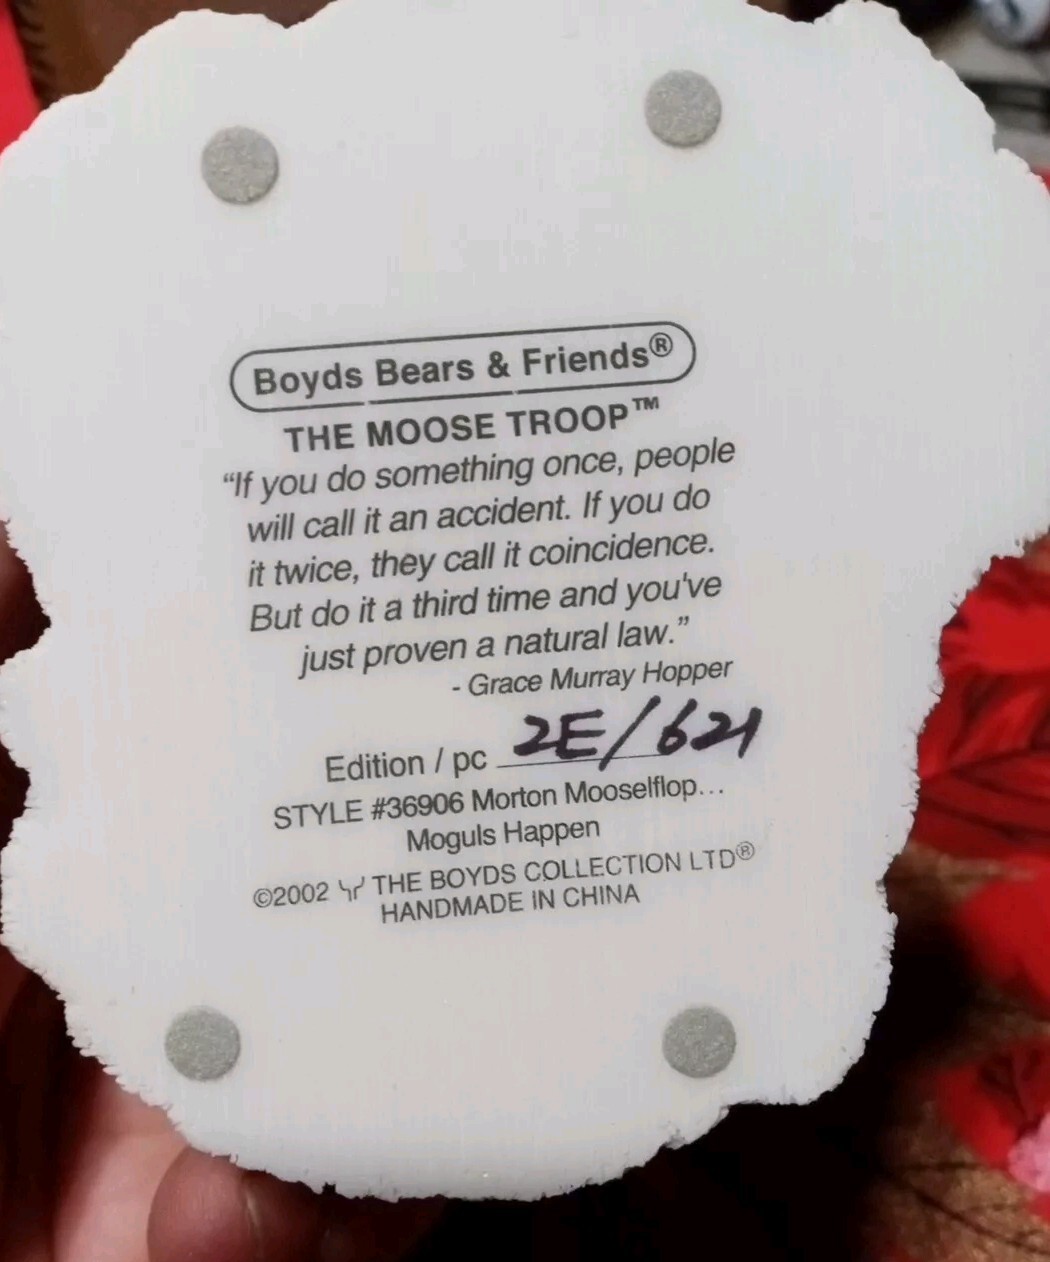 Boyds Bears & Friends®
THE MOOSE TROOP™
“If you do something once, people
will call it an accident. If you do
it twice, they call it coincidence.
But do it a third time and you've
just proven a natural law.”
- Grace Murray Hopper
Edition / pc 2E/621
STYLE #36906 Morton Mooselflop...
Moguls Happen
©2002 THE BOYDS COLLECTION LTD®
HANDMADE IN CHINA